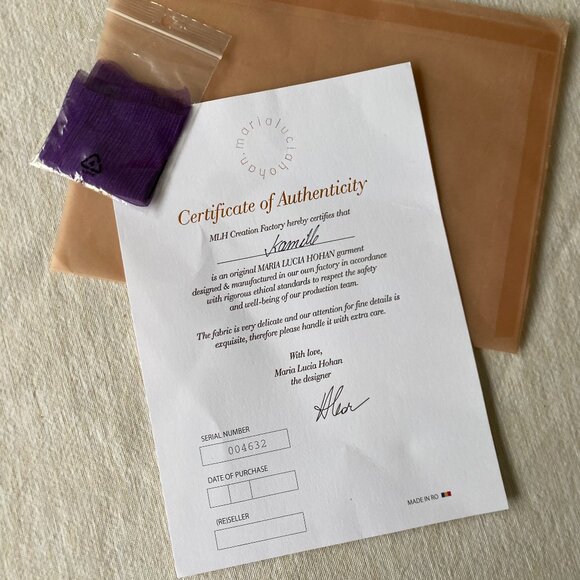 marialuciahohan.
Certificate of Authenticity
MLH Creation Factory hereby certifies that
Kamille
is an original MARIA LUCIA HOHAN garment
designed & manufactured in our own factory in accordance
with rigorous ethical standards to respect the safety
and well-being of our production team.
The fabric is very delicate and our attention for fine details is
exquisite, therefore please handle it with extra care.
With love,
Maria Lucia Hohan
the designer
SERIAL NUMBER
004632
DATE OF PURCHASE
(RE)SELLER
MADE IN RO